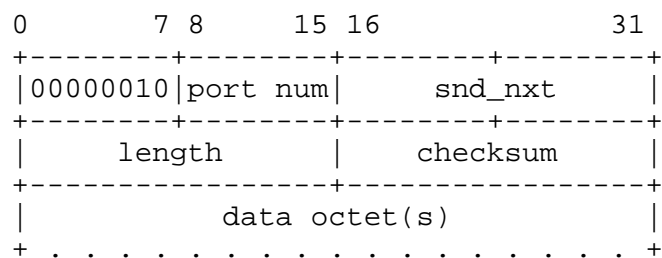 0      7 8     15 16             31
+--------+--------+--------+--------+
|00000010|port num|     snd_nxt     |
+--------+--------+--------+--------+
|     length      |    checksum     |
+-----------------+-----------------+
|           data octet(s)           |
+ . . . . . . . . . . . . . . . . . +